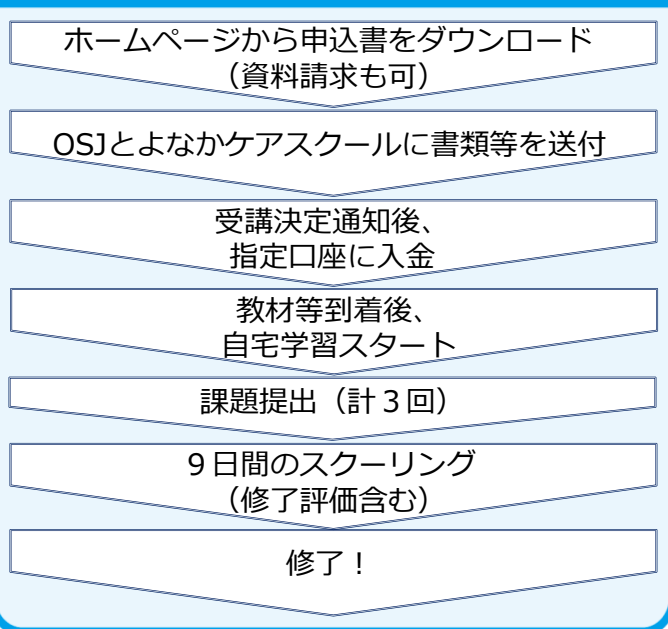 ホームページから申込書をダウンロード
（資料請求も可）
OSJとよなかケアスクールに書類等を送付
受講決定通知後、
指定口座に入金
教材等到着後、
自宅学習スタート
課題提出（計３回）
９日間のスクーリング
（修了評価含む）
修了！